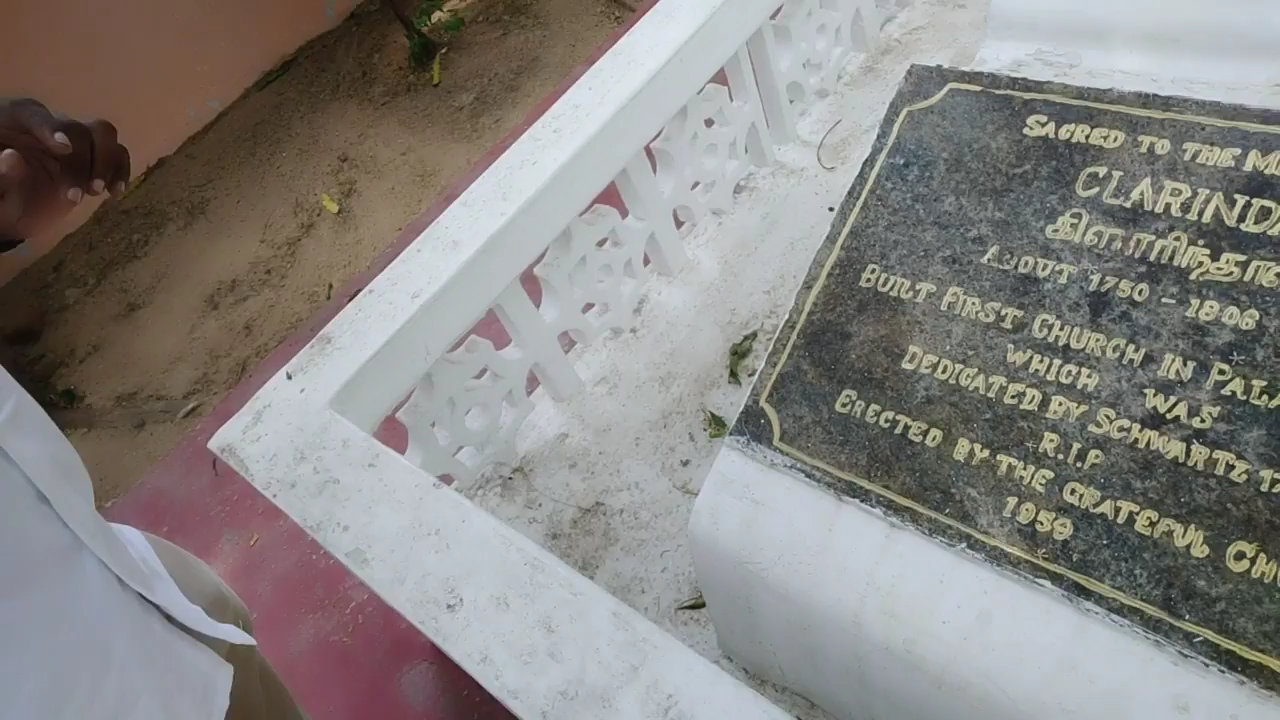 SACRED TO THE
CLARINDA
கிளாரிந்தா
ABOUT 1750 - 1806
BUILT FIRST CHURCH IN
WHICH WAS
DEDICATED BY SCHWARTZ
R.I.P
ERECTED BY THE GRATEFUL
1959